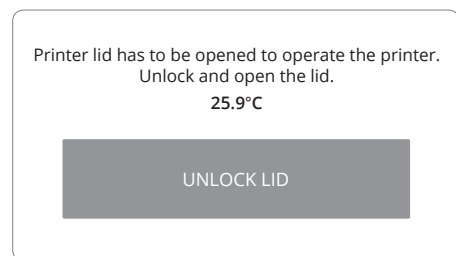 Printer lid has to be opened to operate the printer.
Unlock and open the lid.
25.9°C
UNLOCK LID